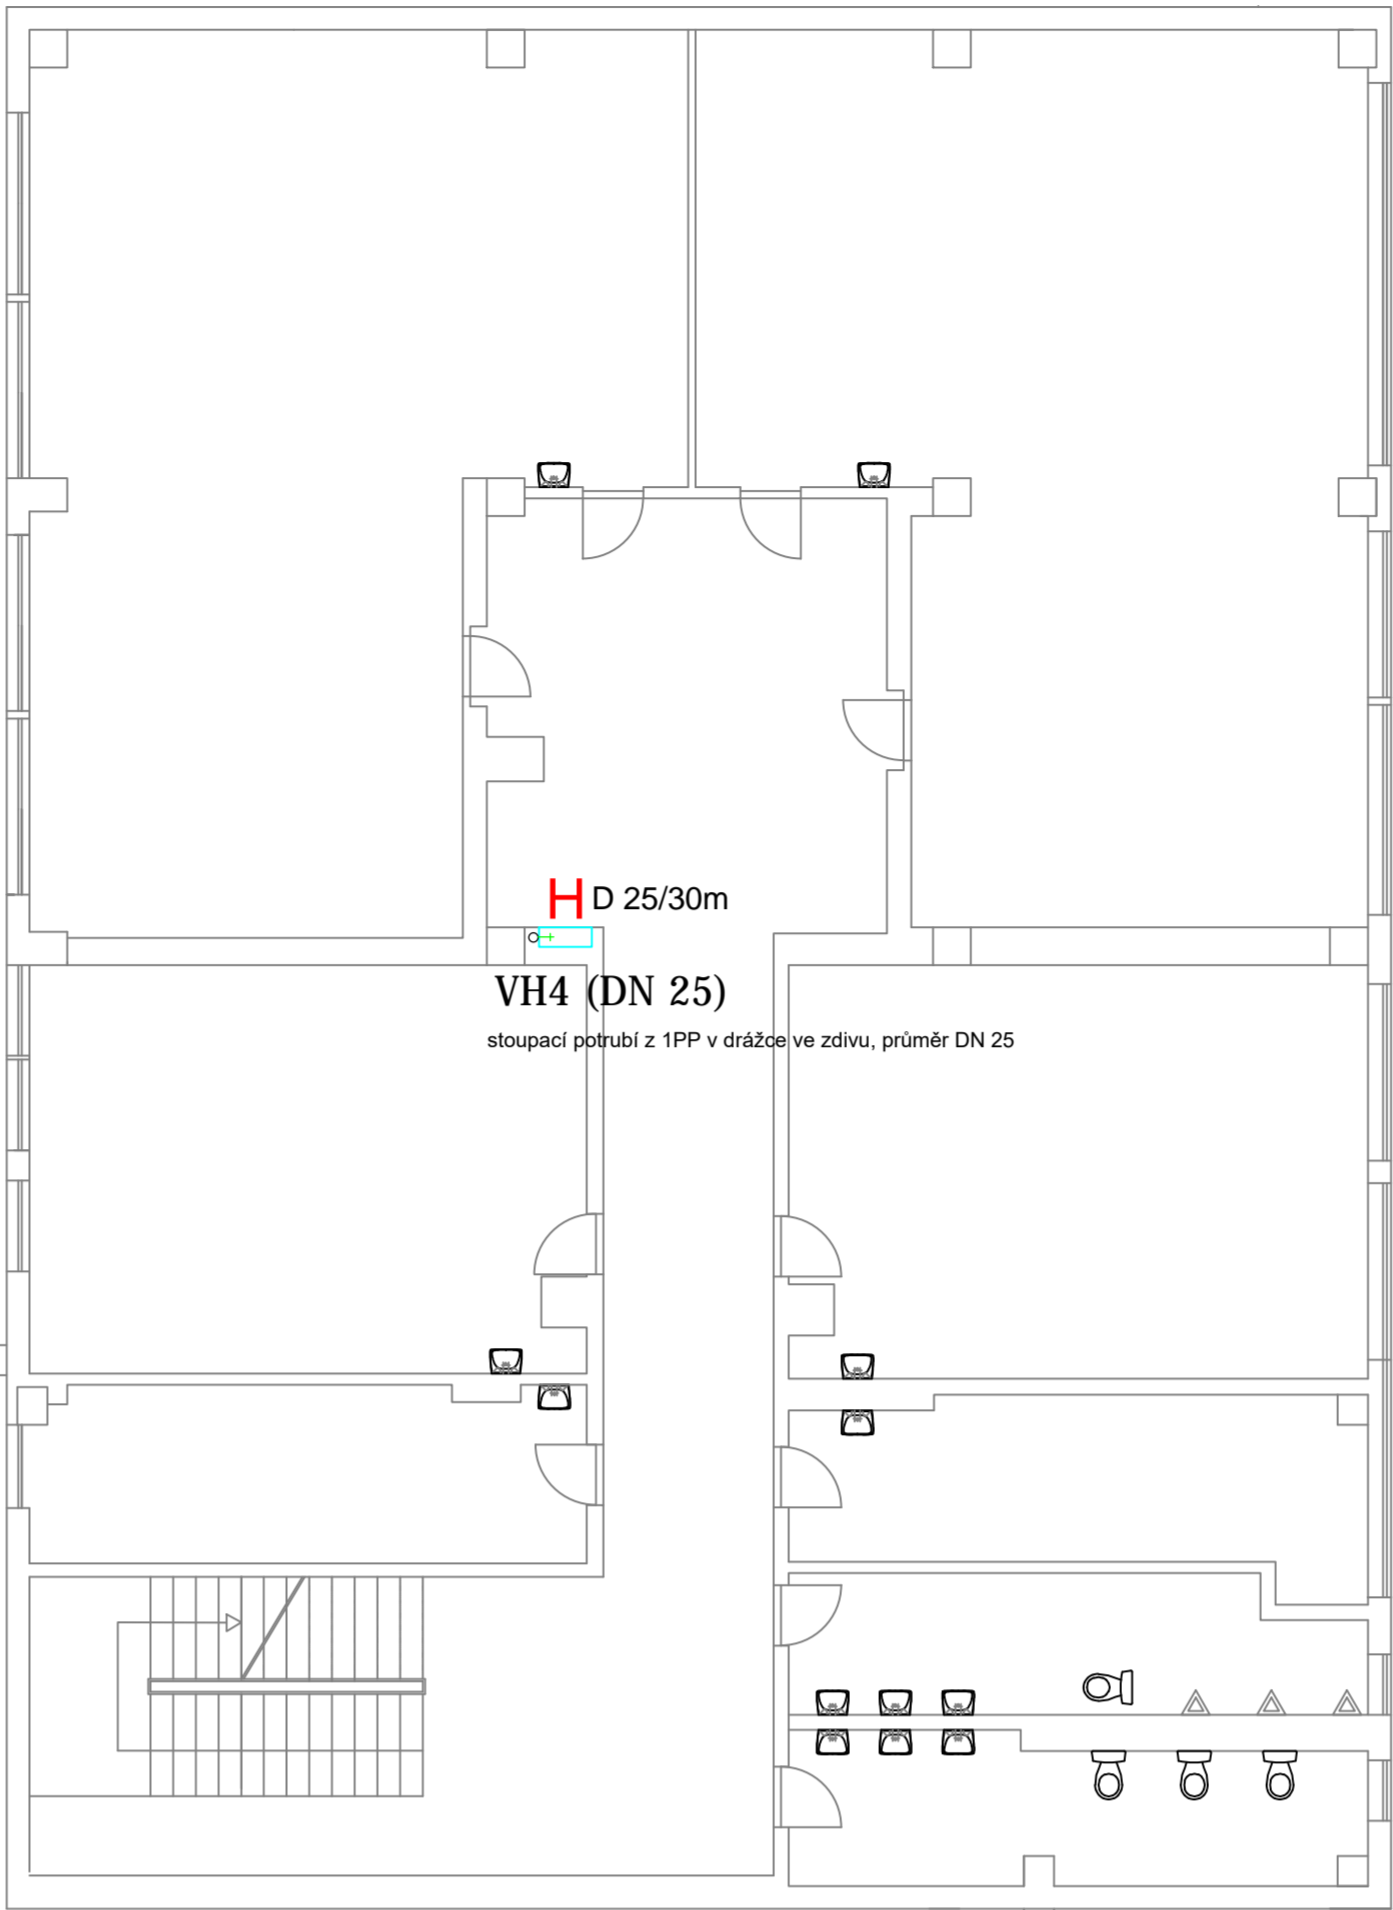 H D 25/30m
VH4 (DN 25)
stoupací potrubí z 1PP v drážce ve zdivu, průměr DN 25